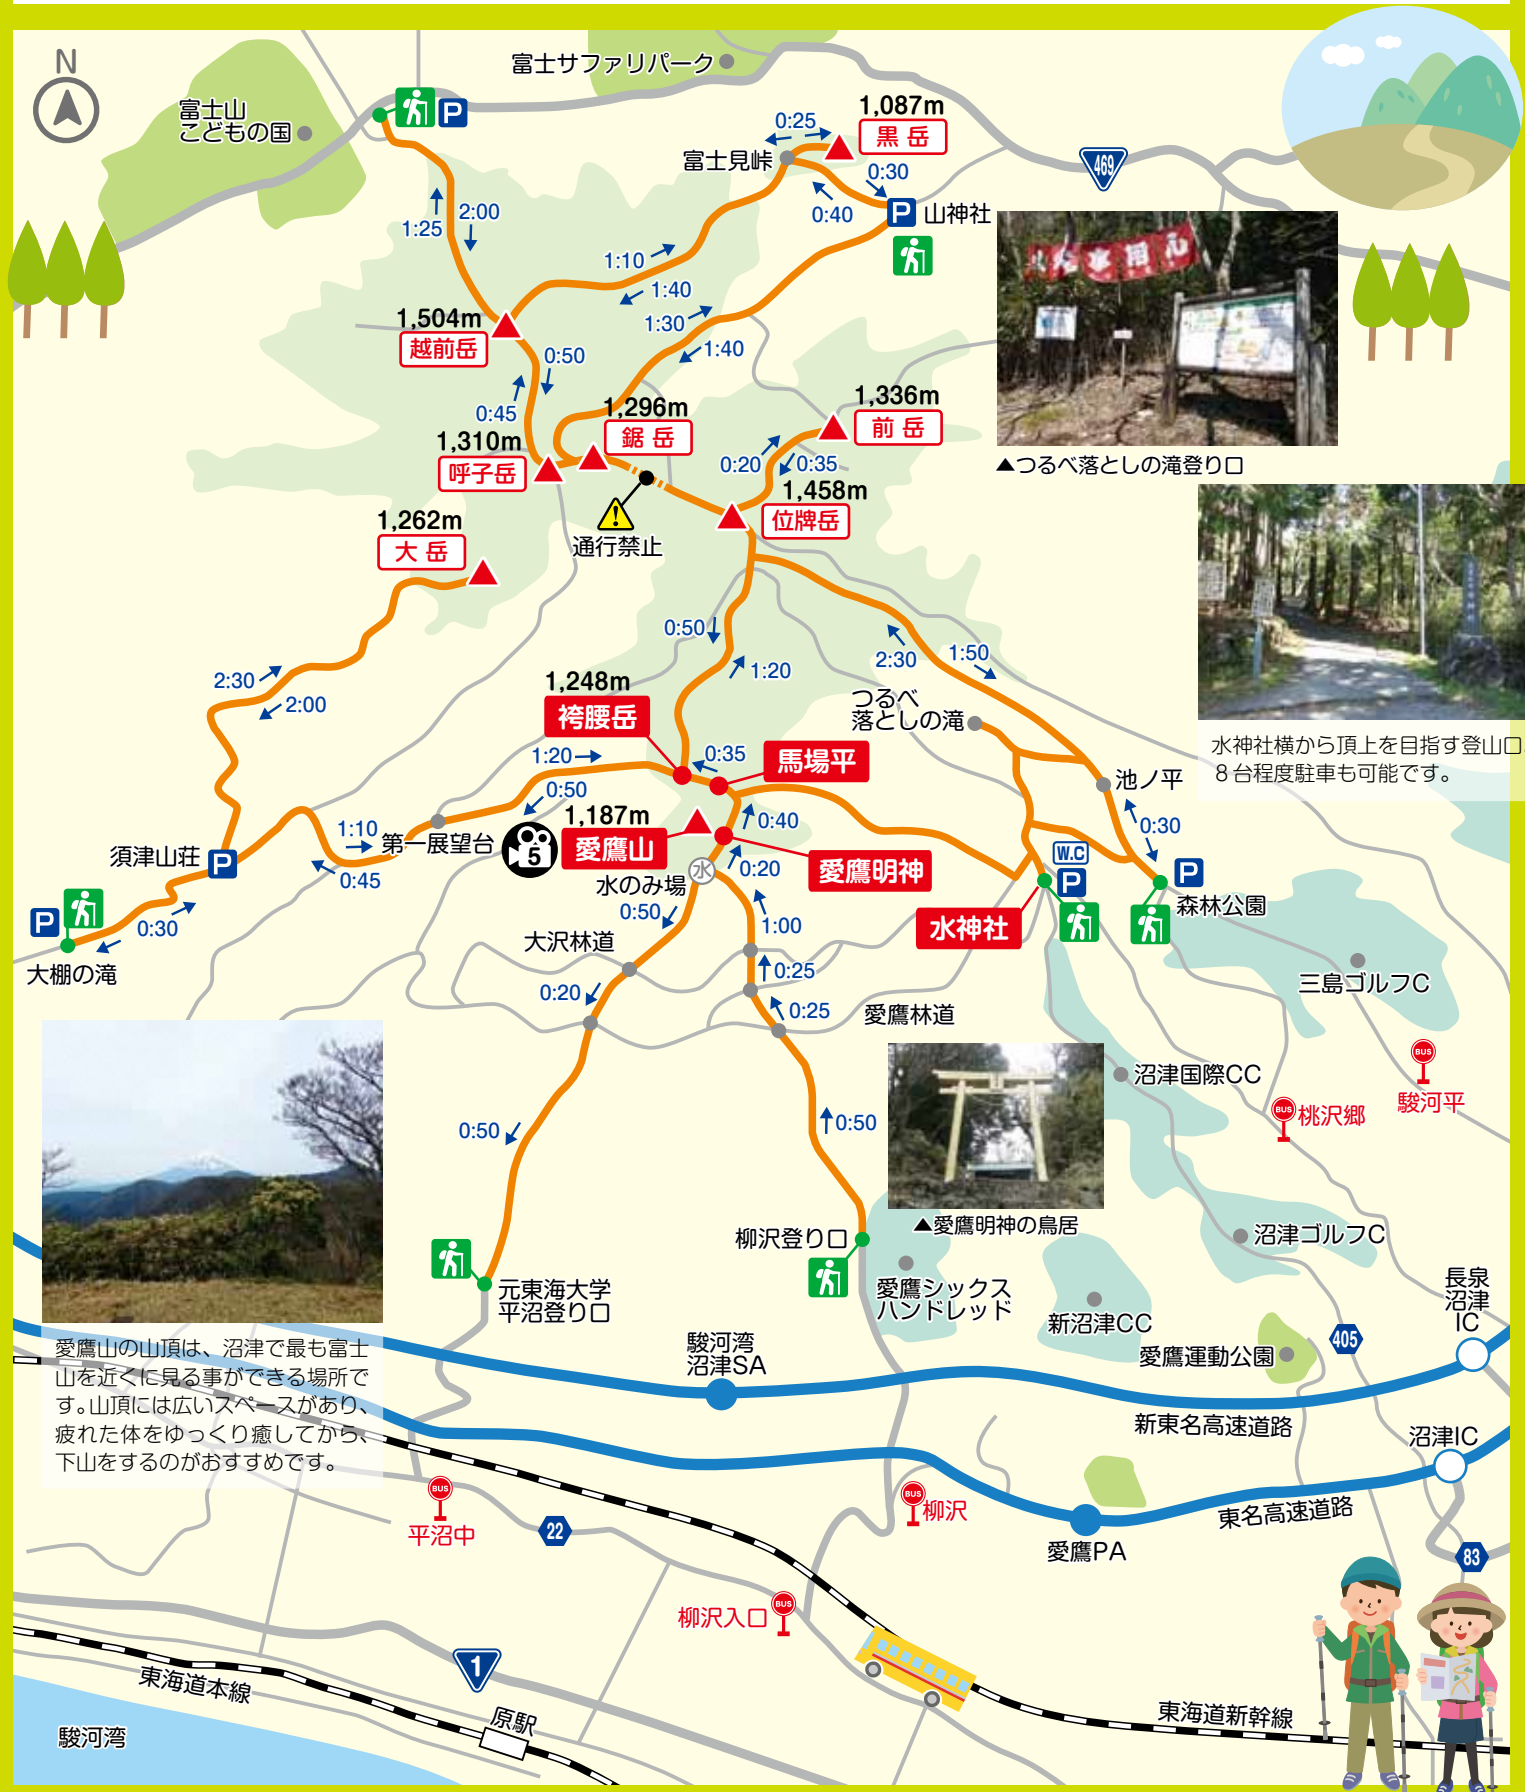 N
富士サファリパーク
富士山
こどもの国
P
1,087m
黒岳
0:25
富士見峠
0:30
0:40
P
山神社
469
1:25
2:00
1:10
1:40
1:30
1:40
1,504m
越前岳
0:50
0:45
火の用心
▲つるべ落としの滝登り口
1,296m
鋸岳
1,310m
呼子岳
1,336m
前岳
0:20
0:35
1,458m
位牌岳
通行禁止
1,262m
大岳
0:50
1:20
2:30
1:50
2:30
2:00
1,248m
袴腰岳
つるべ
落としの滝
水神社横から頂上を目指す登山口
8台程度駐車も可能です。
1:20
0:35
馬場平
0:50
池ノ平
1,187m
愛鷹山
0:40
0:30
1:10
第一展望台
5
須津山荘
P
0:45
水
水のみ場
0:20
愛鷹明神
W.C
P
P
森林公園
水神社
P
0:30
大棚の滝
0:50
1:00
大沢林道
0:25
0:20
0:25
愛鷹林道
三島ゴルフC
沼津国際CC
BUS
駿河平
BUS
桃沢郷
0:50
0:50
▲愛鷹明神の鳥居
柳沢登り口
沼津ゴルフC
元東海大学
平沼登り口
愛鷹シックス
ハンドレッド
新沼津CC
長泉
沼津
IC
愛鷹運動公園
405
愛鷹山の山頂は、沼津で最も富士
山を近くに見る事ができる場所で
す。山頂には広いスペースがあり、
疲れた体をゆっくり癒してから、
下山をするのがおすすめです。
駿河湾
沼津SA
新東名高速道路
沼津IC
BUS
平沼中
22
BUS
柳沢
東名高速道路
愛鷹PA
83
BUS
柳沢入口
1
東海道本線
原駅
東海道新幹線
駿河湾